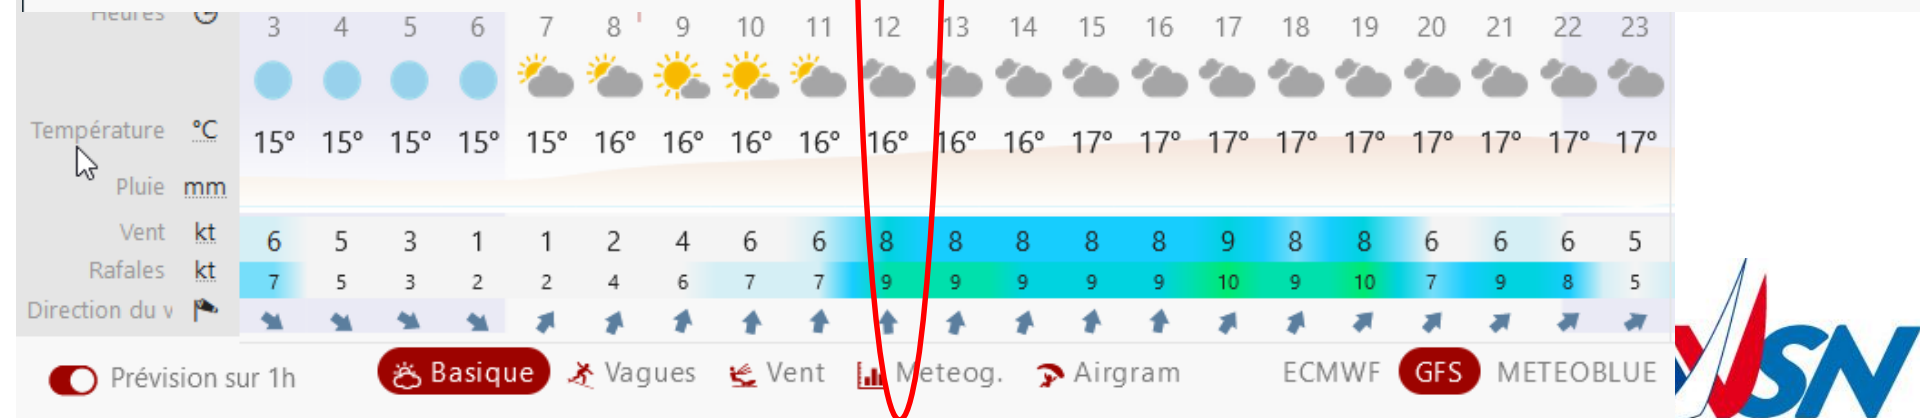 Heures 3 4 5 6 7 8 9 10 11 12 13 14 15 16 17 18 19 20 21 22 23
Température °C 15° 15° 15° 15° 15° 16° 16° 16° 16° 16° 16° 16° 17° 17° 17° 17° 17° 17° 17° 17° 17°
Pluie mm
Vent kt 6 5 3 1 1 2 4 6 6 8 8 8 8 8 9 8 8 6 6 6 5
Rafales kt 7 5 3 2 2 4 6 7 7 9 9 9 9 9 10 9 10 7 9 8 5
Direction du v
Prévision sur 1h Basique Vagues Vent Meteog. Airgram ECMWF GFS METEOBLUE
SN